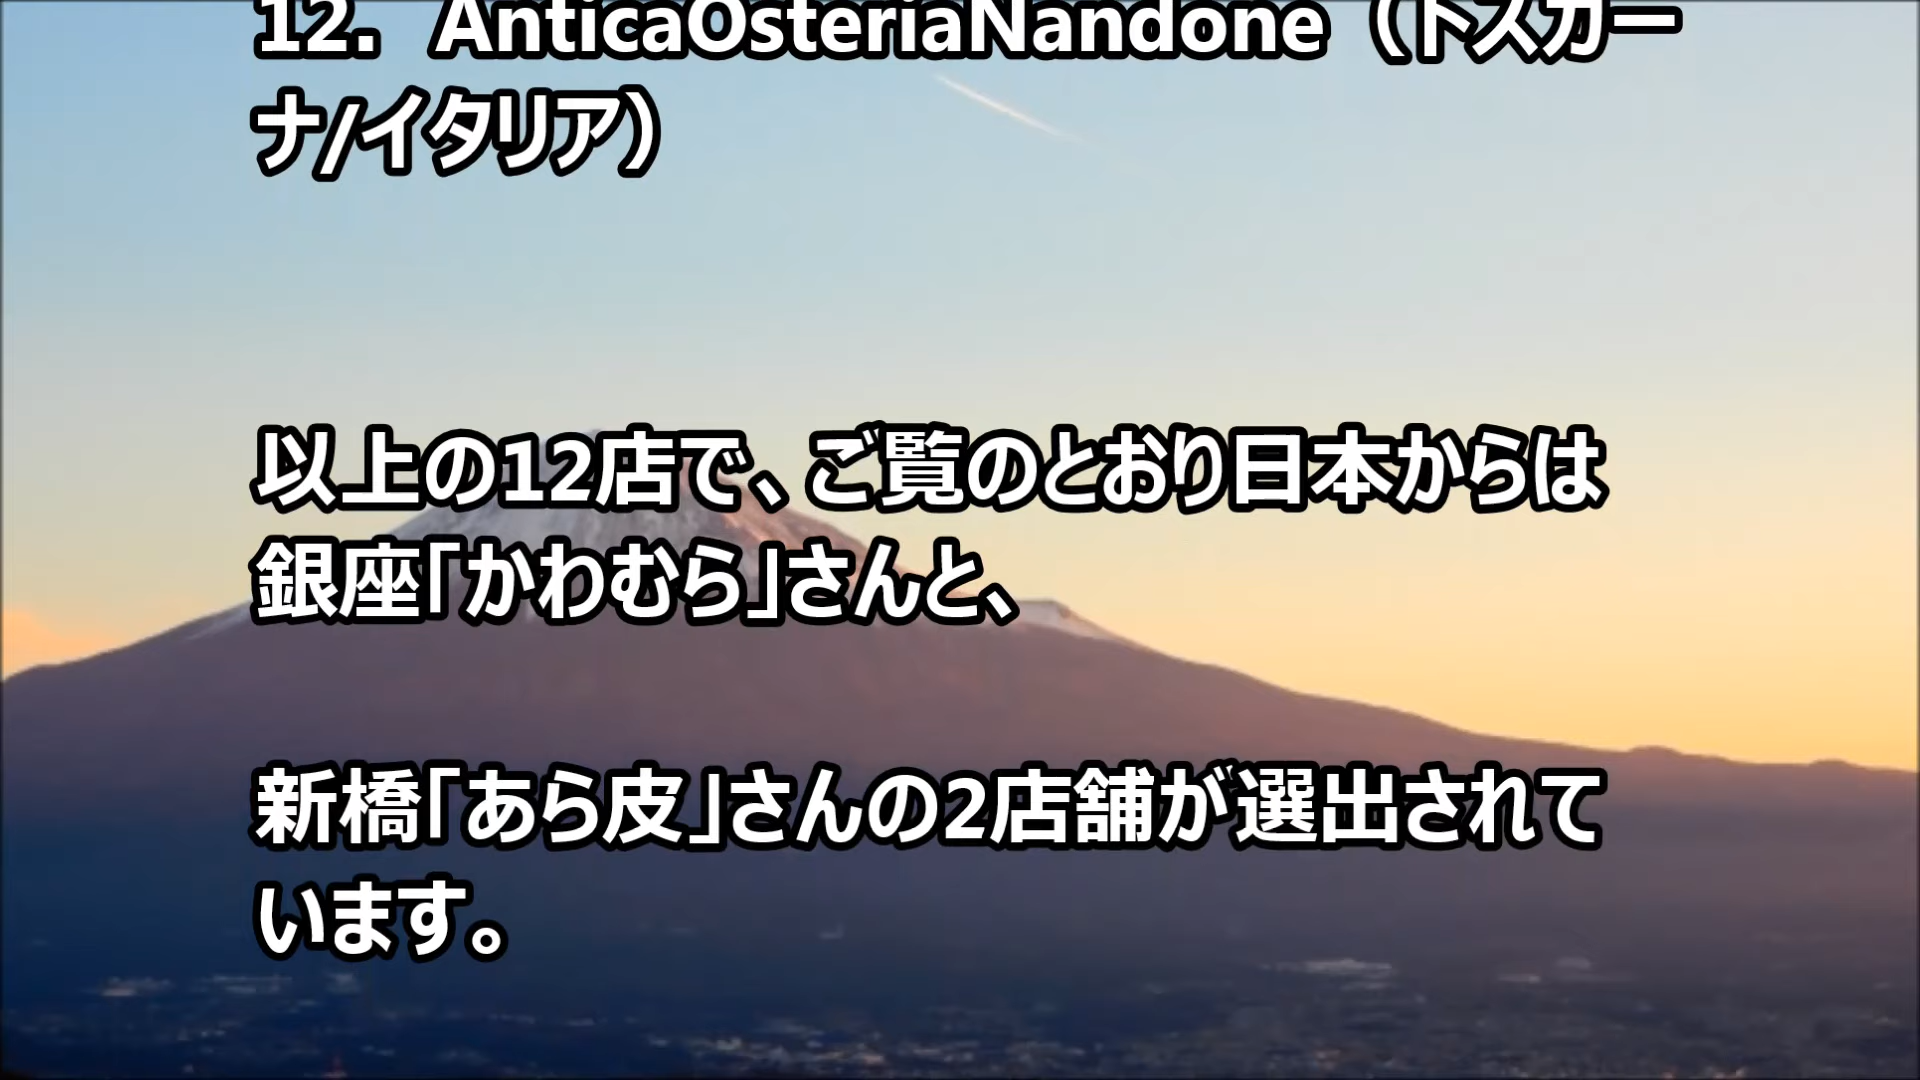 12. AnticaOsteriaNandone（トスカー
ナ/イタリア）
以上の12店で、ご覧のとおり日本からは
銀座「かわむら」さんと、
新橋「あら皮」さんの2店舗が選出されて
います。